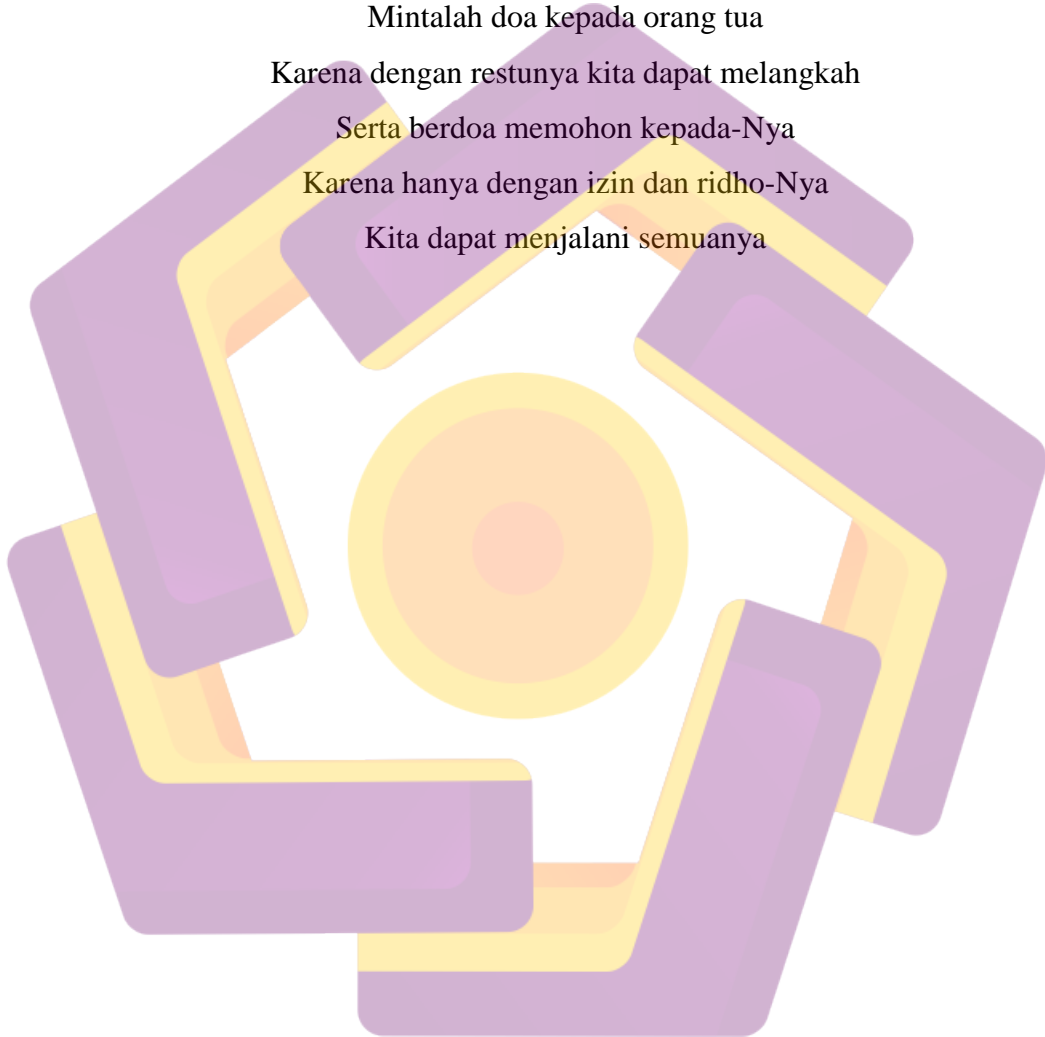 Mintalah doa kepada orang tua
Karena dengan restunya kita dapat melangkah
Serta berdoa memohon kepada-Nya
Karena hanya dengan izin dan ridho-Nya
Kita dapat menjalani semuanya